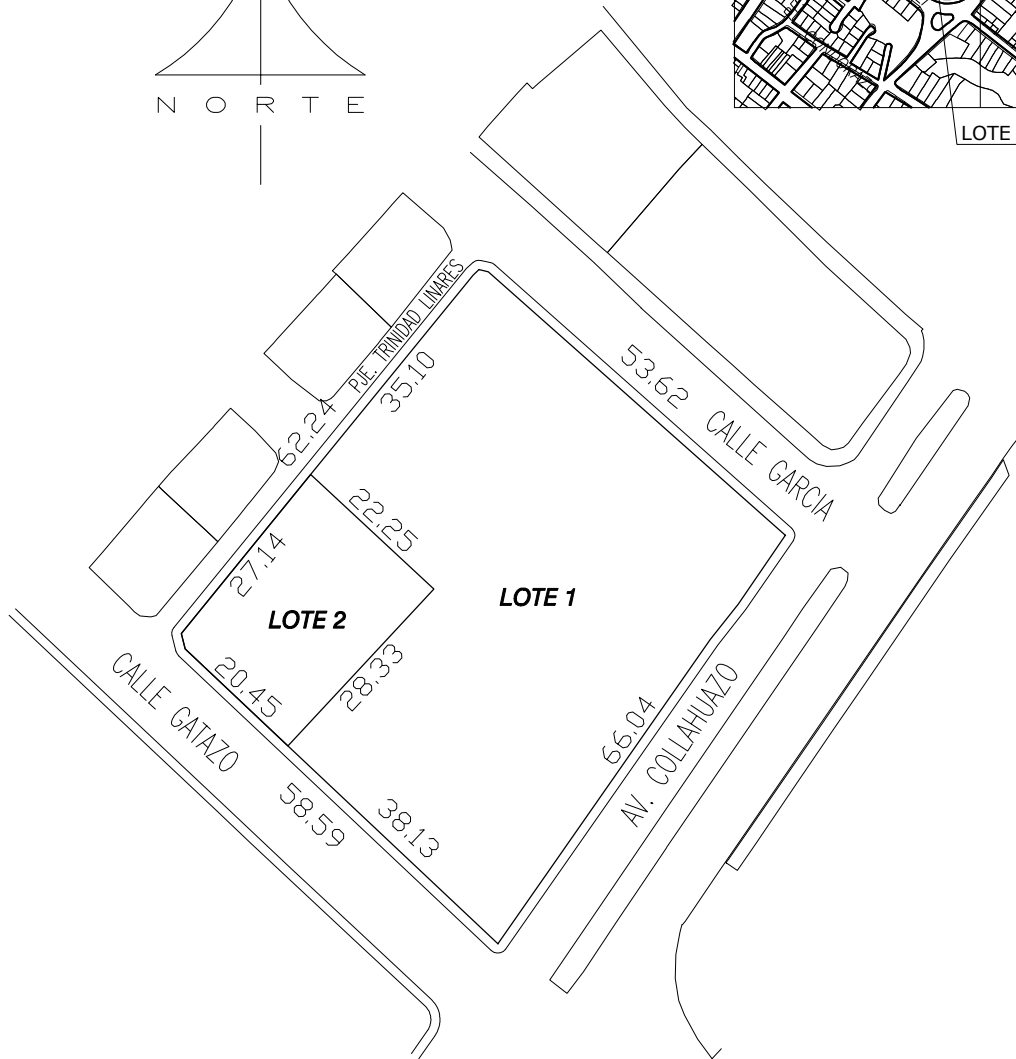 N O R T E
LOTE
PJE. TRINIDAD LINARES
35,10
53,62
CALLE GARCIA
62,24
22,25
27,14
LOTE 1
LOTE 2
20,45
28,33
CALLE GATAZO
66,04
AV. COLLAHUAZO
58,59
38,13